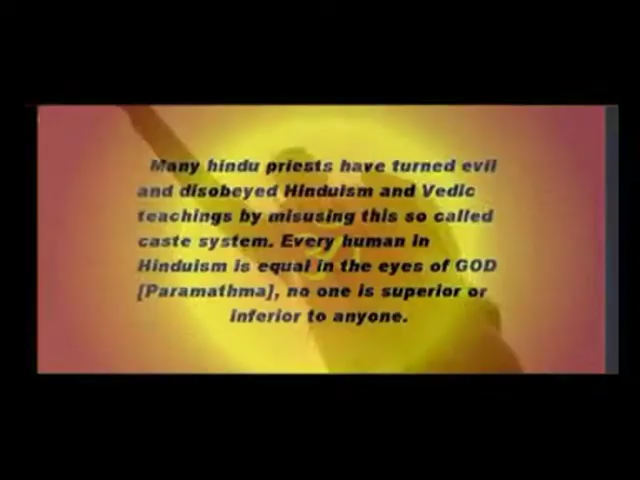 Many hindu priests have turned evil
and disobeyed Hinduism and Vedic
teachings by misusing this so called
caste system. Every human in
Hinduism is equal in the eyes of GOD
[Paramathma], no one is superior or
inferior to anyone.